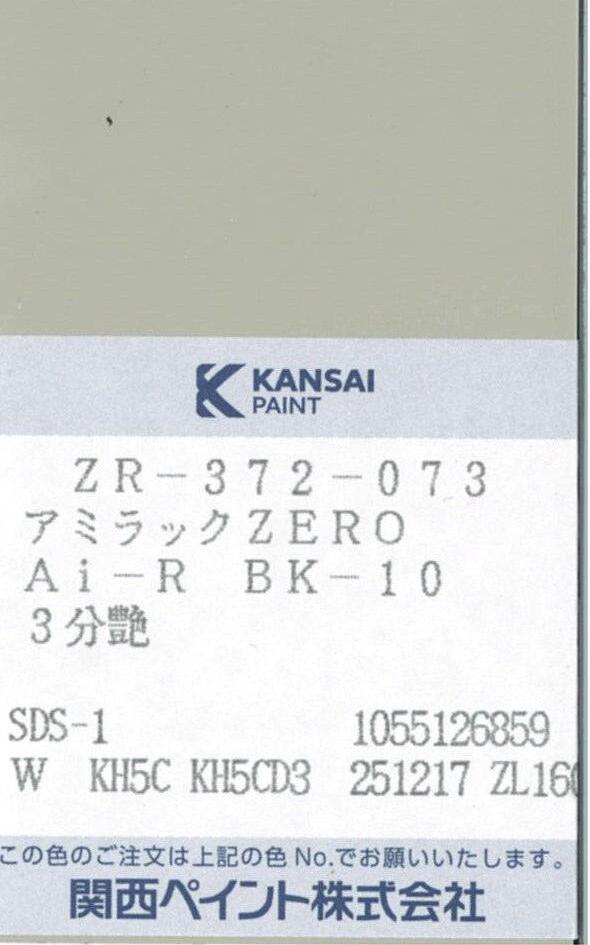 KANSAI
PAINT
ZR-372-073
アミラックZERO
Ai-R BK-10
3分艶
SDS-1 1055126859
W KH5C KH5CD3 251217 ZL16
この色のご注文は上記の色No.でお願いいたします。
関西ペイント株式会社